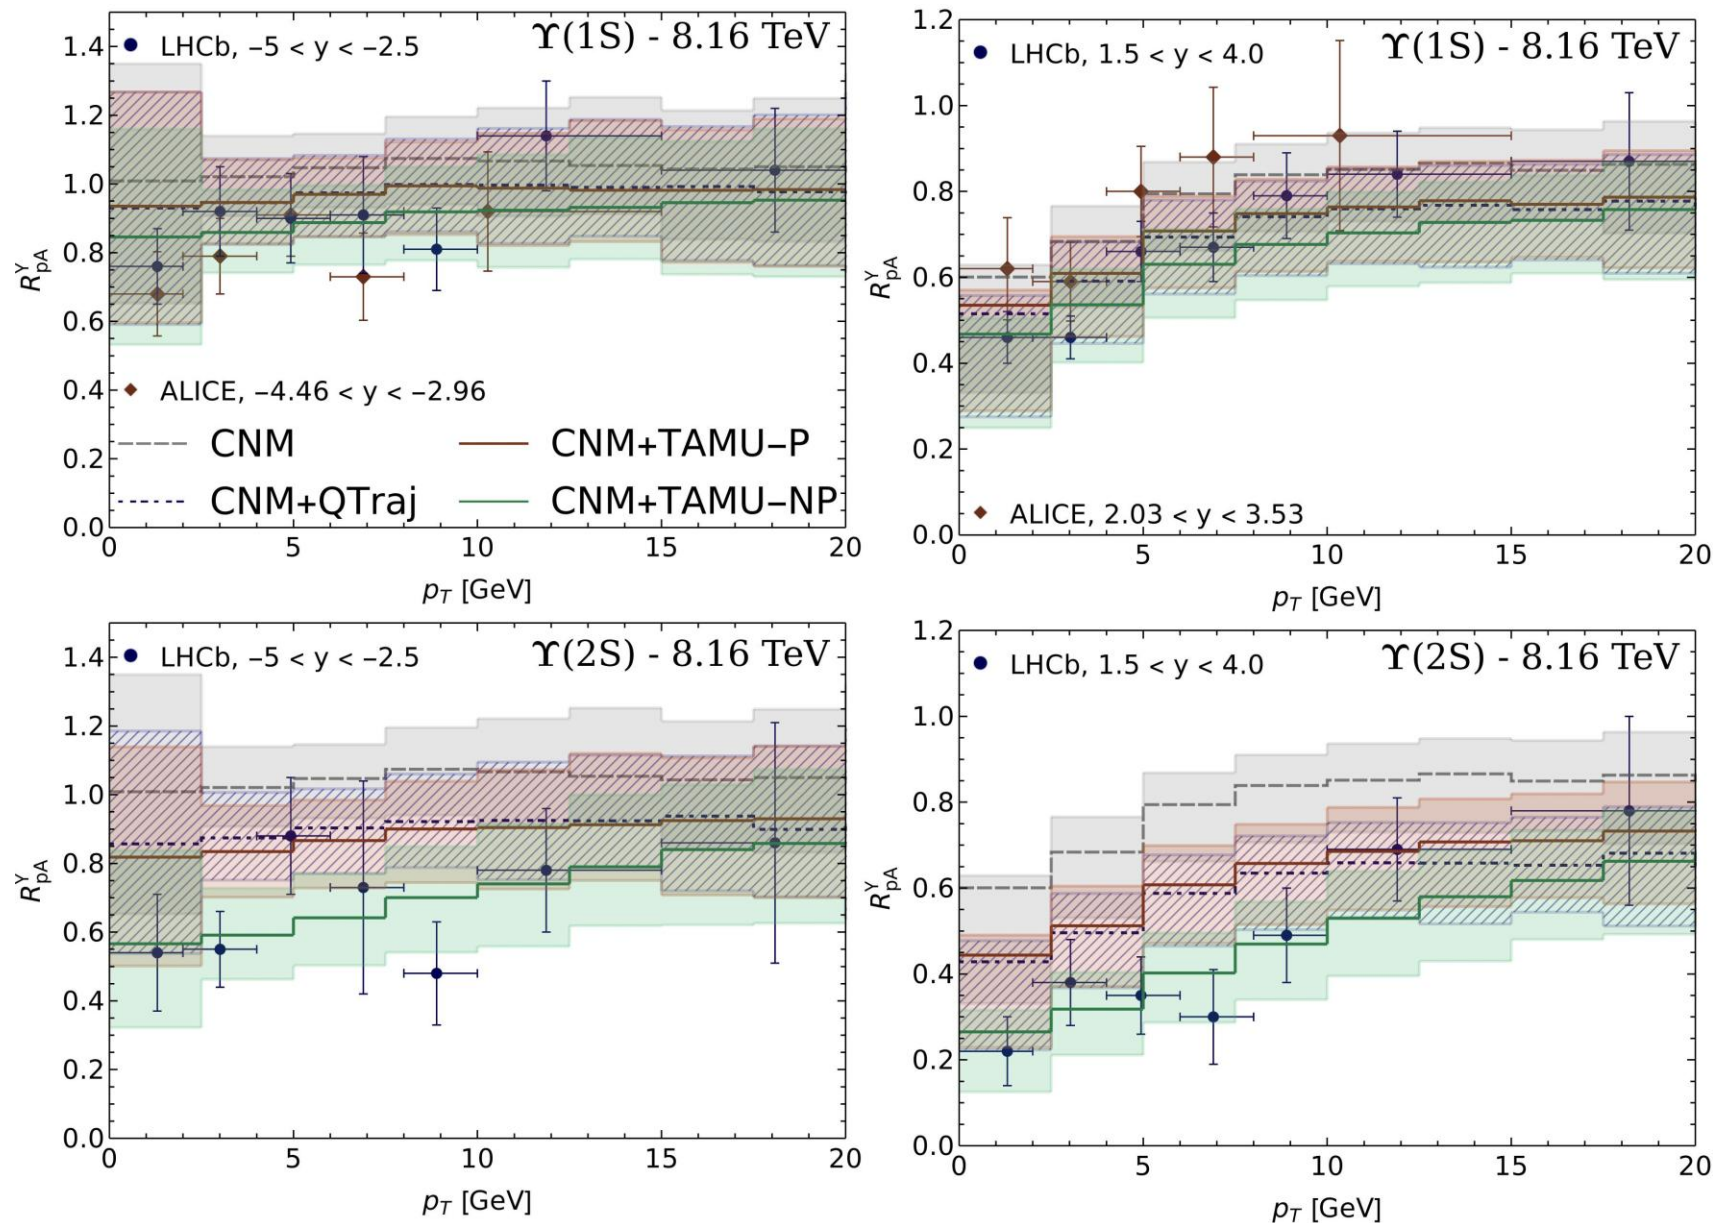 LHCb, –5 < y < –2.5
ϒ(1S) - 8.16 TeV
1.4
1.2
1.0
0.8
0.6
0.4
0.2
0.0
R_pA^ϒ
ALICE, –4.46 < y < –2.96
CNM
CNM+TAMU–P
CNM+QTraj
CNM+TAMU–NP
0 5 10 15 20
p_T [GeV]
LHCb, 1.5 < y < 4.0
ϒ(1S) - 8.16 TeV
1.2
1.0
0.8
0.6
0.4
0.2
0.0
R_pA^ϒ
ALICE, 2.03 < y < 3.53
0 5 10 15 20
p_T [GeV]
LHCb, –5 < y < –2.5
ϒ(2S) - 8.16 TeV
1.4
1.2
1.0
0.8
0.6
0.4
0.2
0.0
R_pA^ϒ
0 5 10 15 20
p_T [GeV]
LHCb, 1.5 < y < 4.0
ϒ(2S) - 8.16 TeV
1.2
1.0
0.8
0.6
0.4
0.2
0.0
R_pA^ϒ
0 5 10 15 20
p_T [GeV]